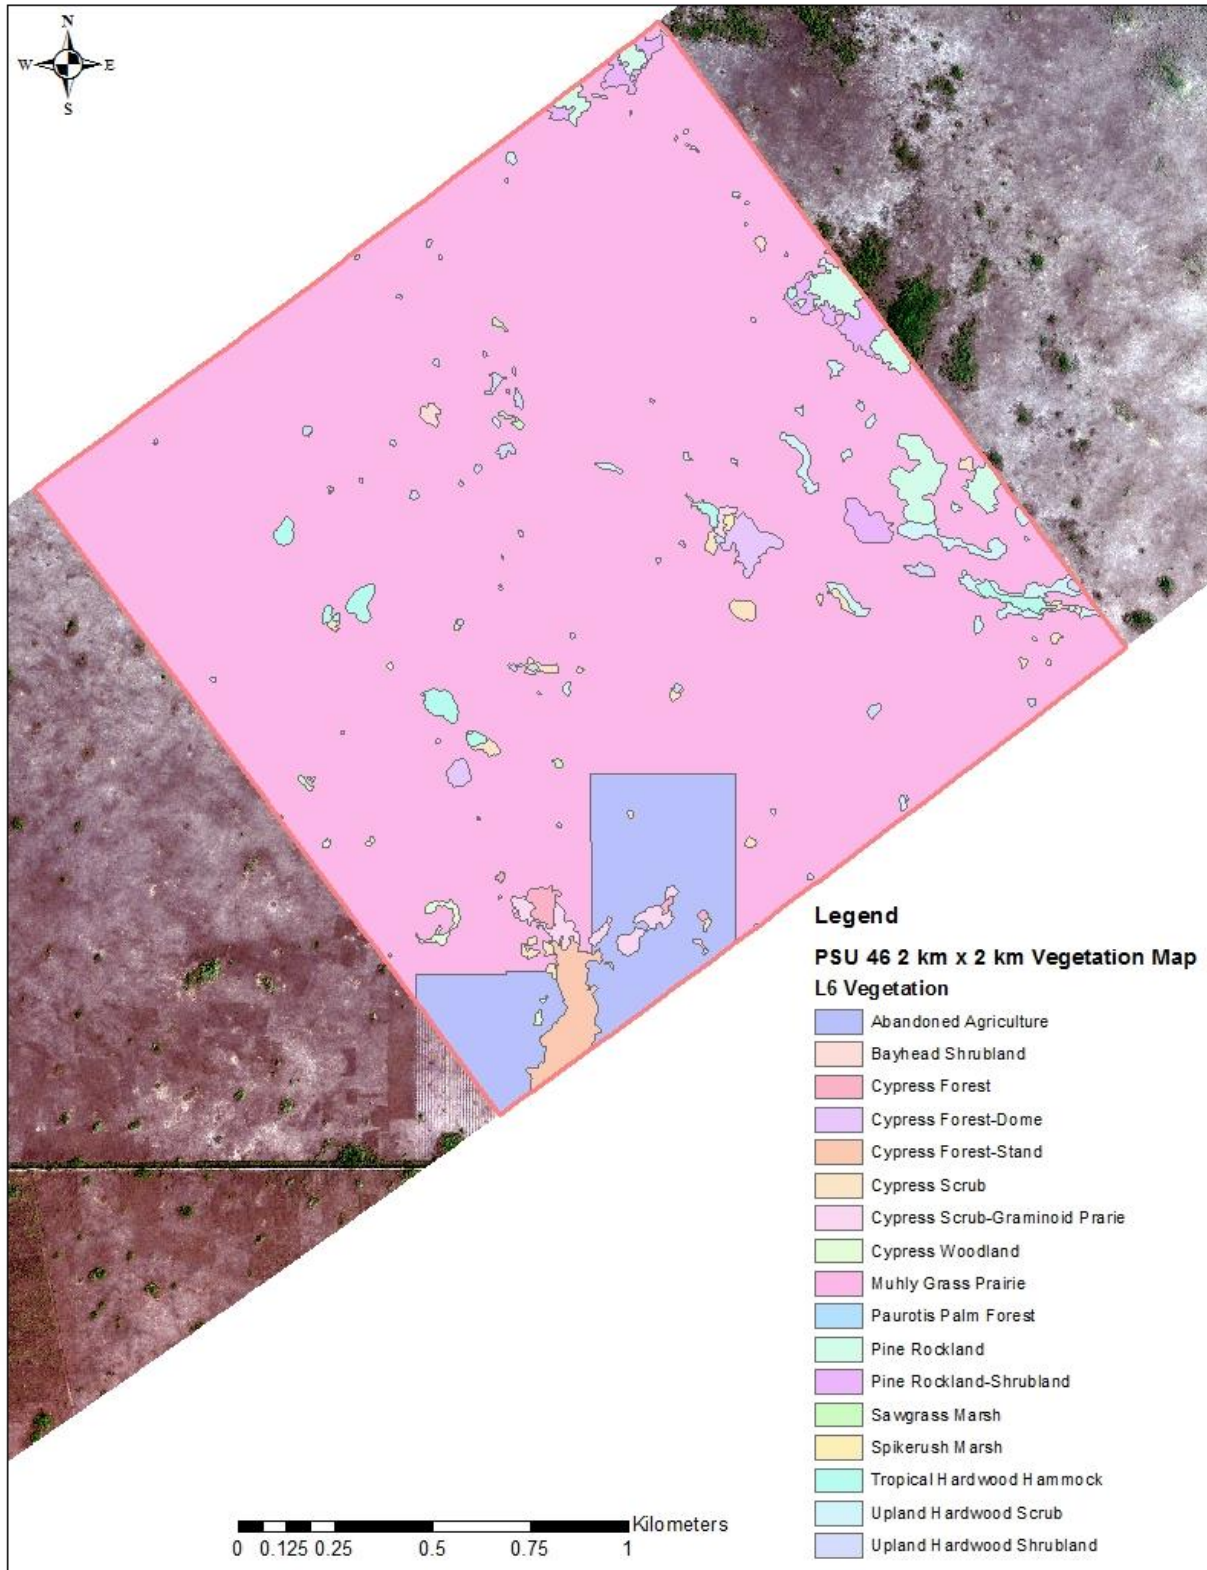 N
W E
S
Legend
PSU 46 2 km x 2 km Vegetation Map
L6 Vegetation
Abandoned Agriculture
Bayhead Shrubland
Cypress Forest
Cypress Forest-Dome
Cypress Forest-Stand
Cypress Scrub
Cypress Scrub-Graminoid Prarie
Cypress Woodland
Muhly Grass Prairie
Paurotis Palm Forest
Pine Rockland
Pine Rockland-Shrubland
Sawgrass Marsh
Spikerush Marsh
Tropical Hardwood Hammock
Upland Hardwood Scrub
Upland Hardwood Shrubland
Kilometers
0 0.125 0.25 0.5 0.75 1